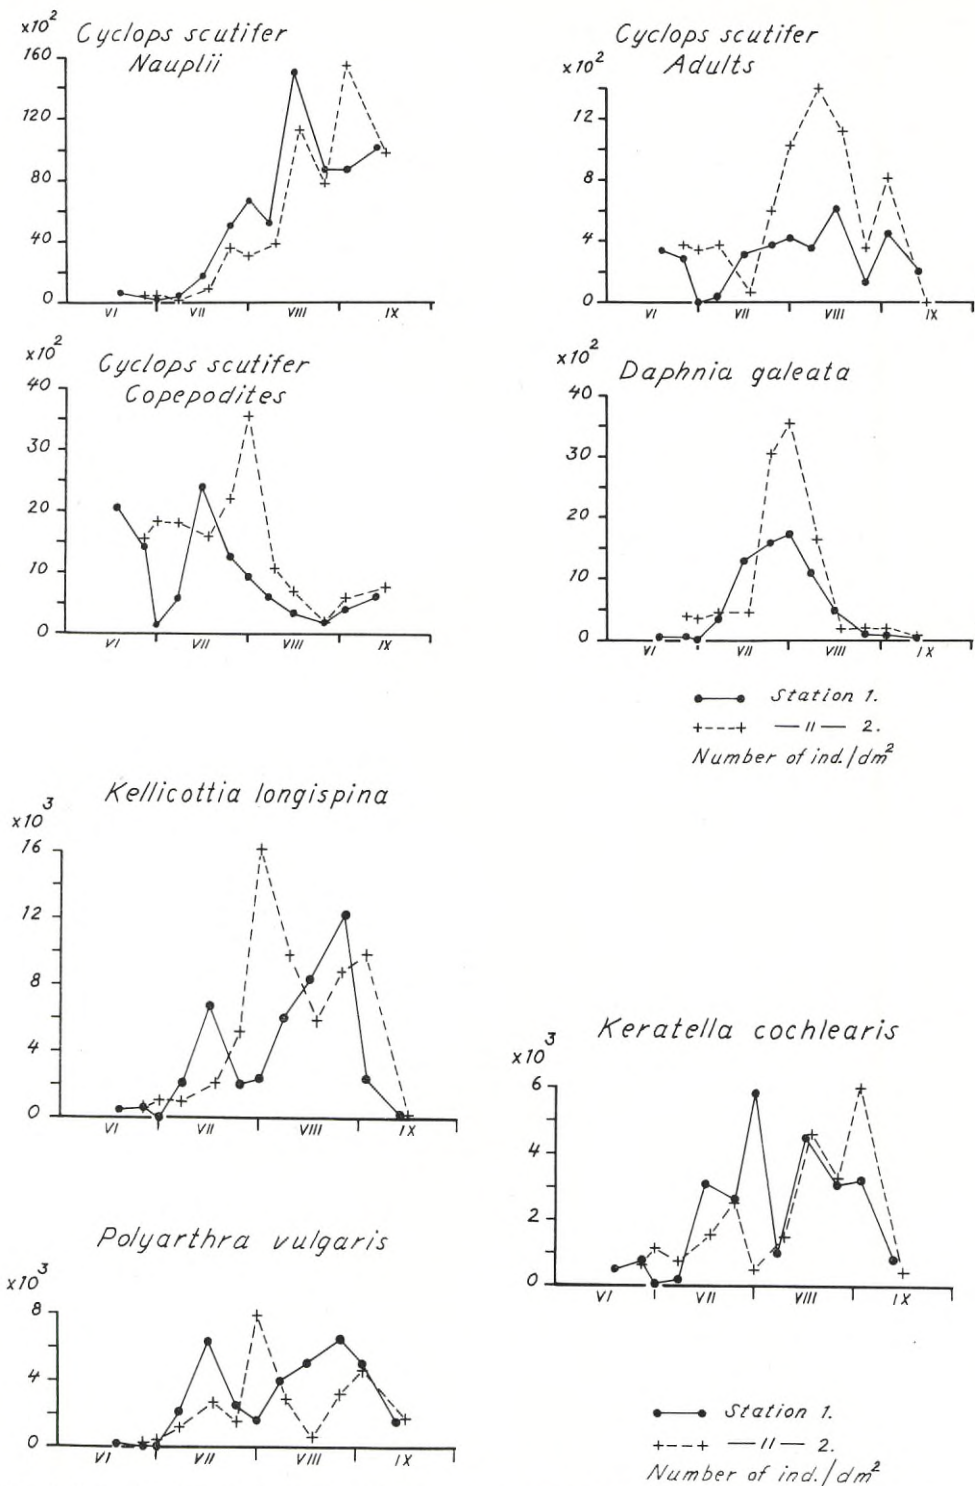 x10²
Cyclops scutifer
Nauplii
160
120
80
40
0
VI VII VIII IX
Cyclops scutifer
x10² Adults
12
8
4
0
VI VII VIII IX
x10²
Cyclops scutifer
Copepodites
40
30
20
10
0
VI VII VIII IX
x10²
Daphnia galeata
40
30
20
10
0
VI VII VIII IX
Station 1.
—〃— 2.
Number of ind./dm²
Kellicottia longispina
x10³
16
12
8
4
0
VI VII VIII IX
Keratella cochlearis
x10³
6
4
2
0
VI VII VIII IX
Polyarthra vulgaris
x10³
8
4
0
VI VII VIII IX
Station 1.
—〃— 2.
Number of ind./dm²